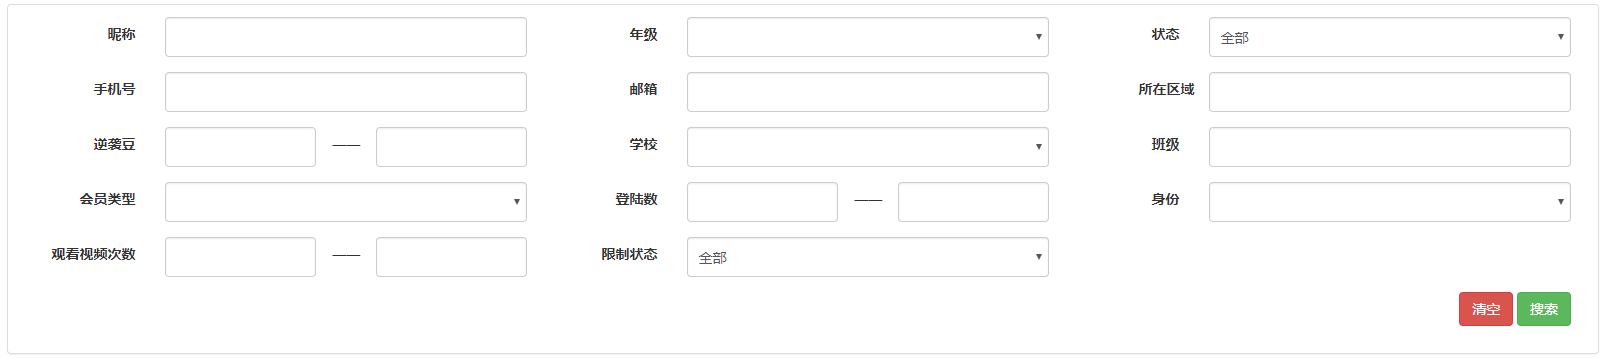 昵称 年级 状态 全部
手机号 邮箱 所在区域
逆袭豆 —— 学校 班级
会员类型 登陆数 —— 身份
观看视频次数 —— 限制状态 全部
清空 搜索